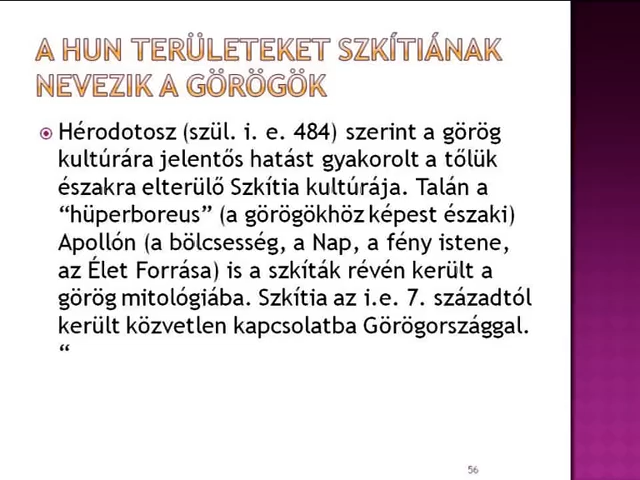 A HUN TERÜLETEKET SZKÍTIÁNAK
NEVEZIK A GÖRÖGÖK
Hérodotosz (szül. i. e. 484) szerint a görög
kultúrára jelentős hatást gyakorolt a tőlük
északra elterülő Szkítia kultúrája. Talán a
“hüperboreus” (a görögökhöz képest északi)
Apollón (a bölcsesség, a Nap, a fény istene,
az Élet Forrása) is a szkíták révén került a
görög mitológiába. Szkítia az i.e. 7. századtól
került közvetlen kapcsolatba Görögországgal.
“
56